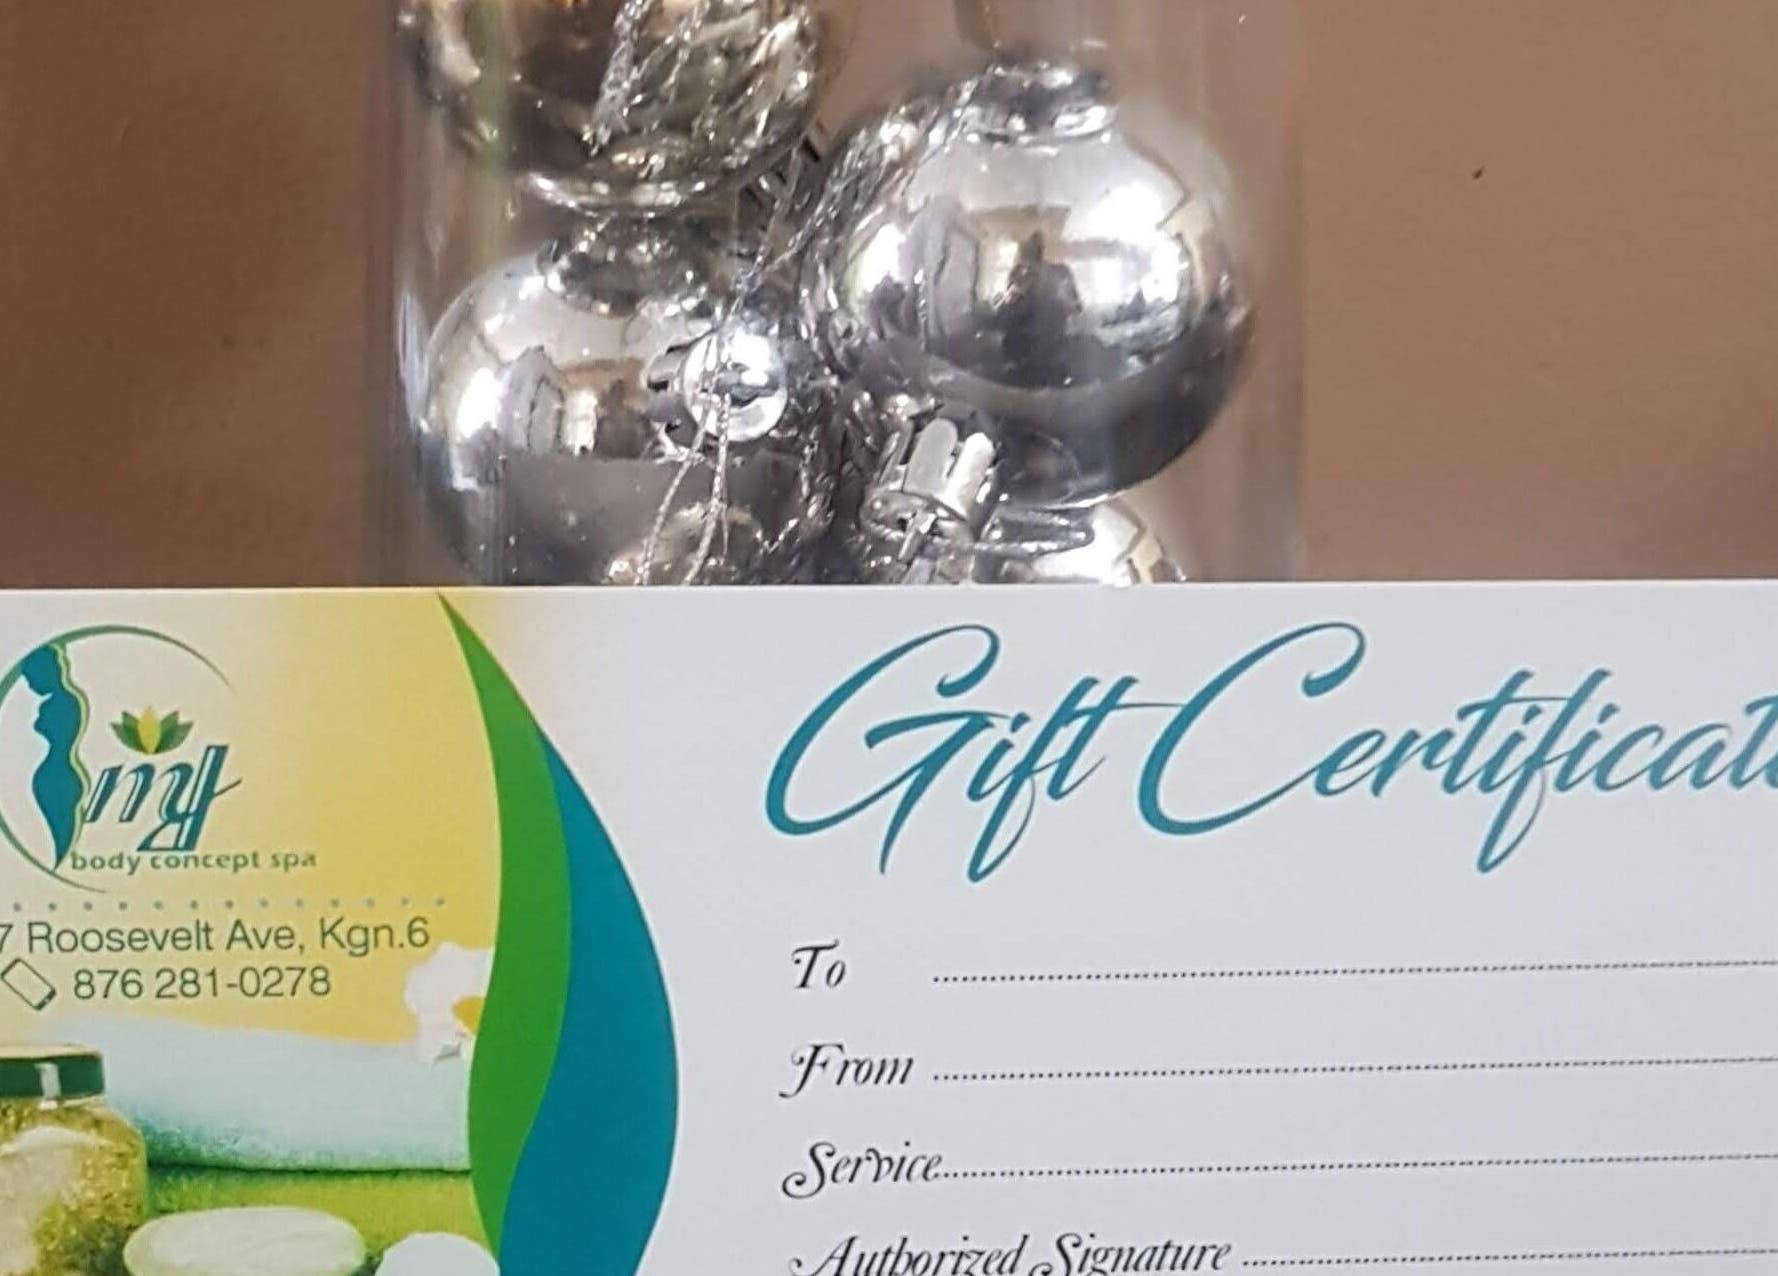 my
body concept spa
7 Roosevelt Ave, Kgn.6
876 281-0278
Gift Certificat
To
From
Service
Authorized Signature